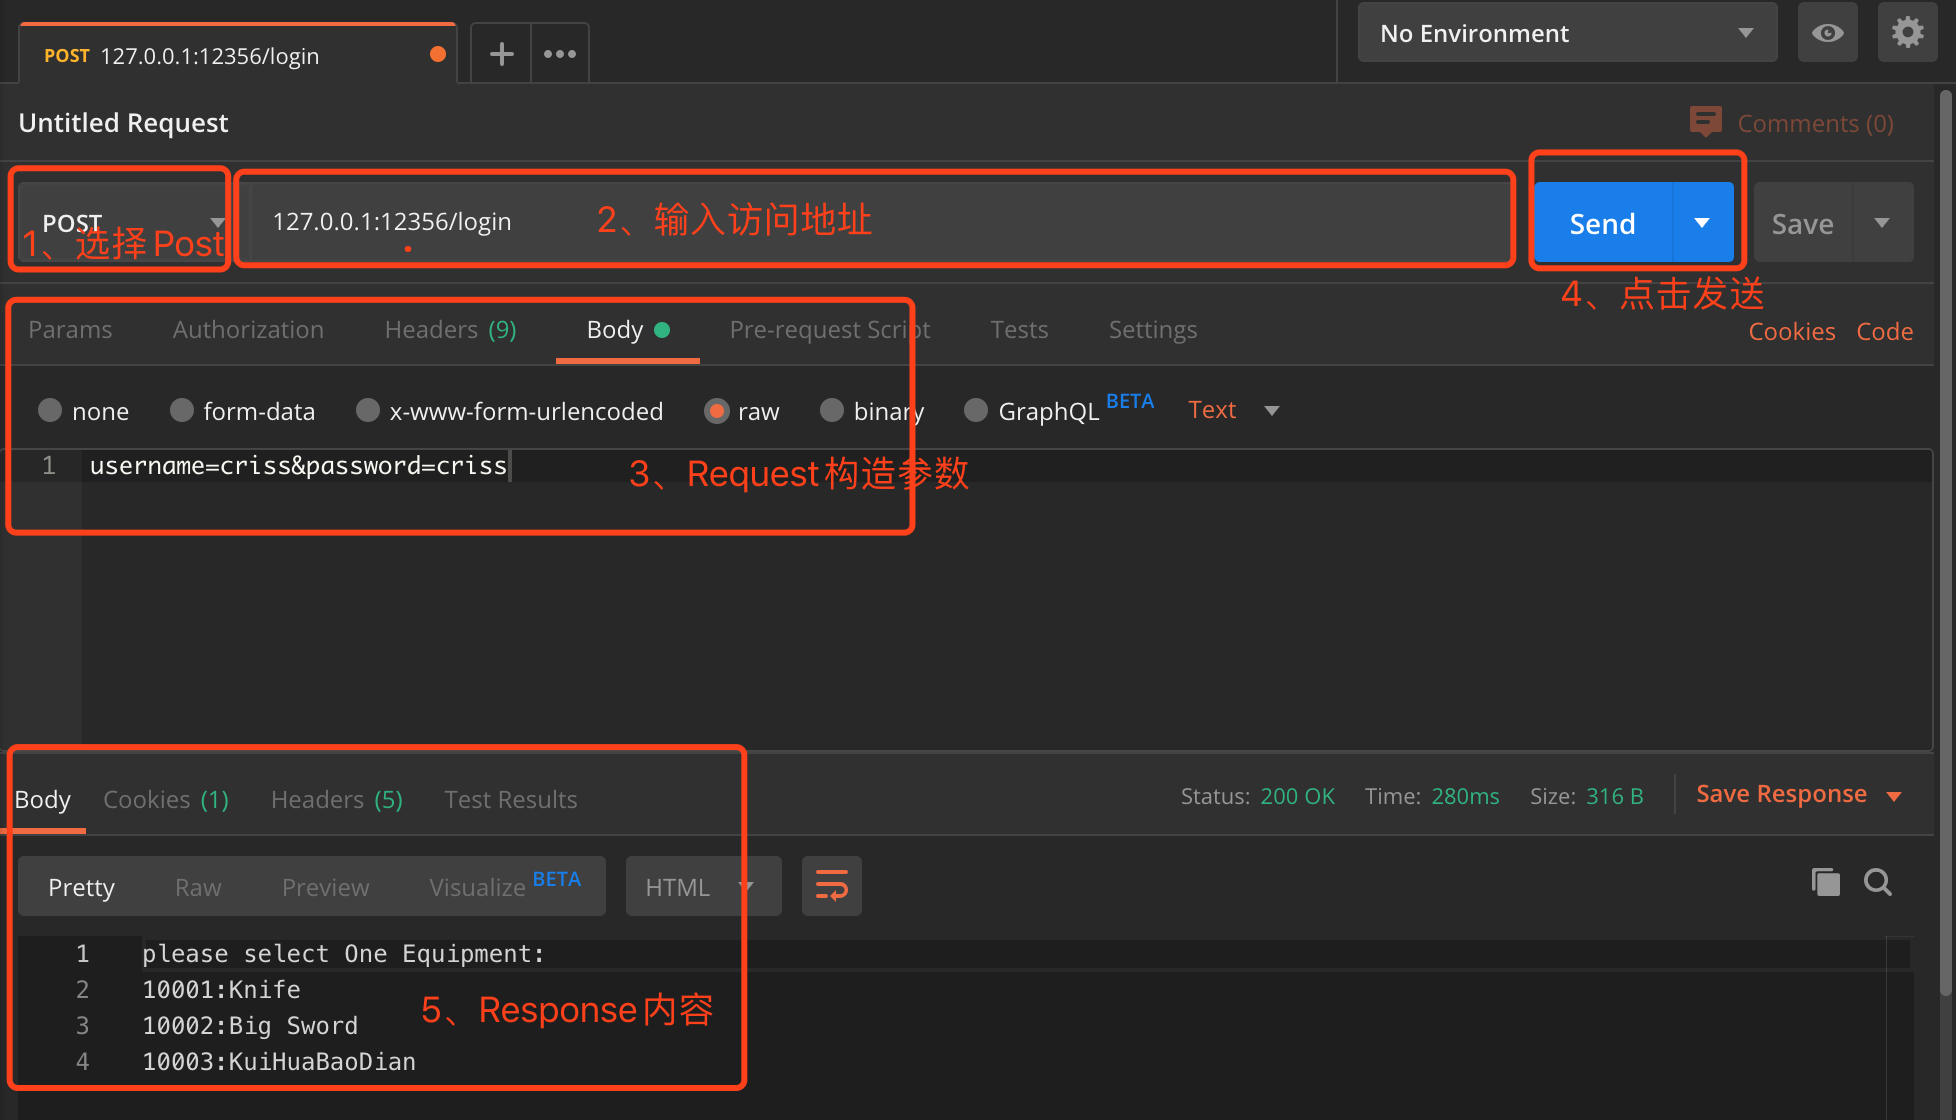 POST 127.0.0.1:12356/login
No Environment
Untitled Request
Comments (0)
POST
1、选择Post
127.0.0.1:12356/login
2、输入访问地址
Send
Save
4、点击发送
Params Authorization Headers (9) Body Pre-request Script Tests Settings
Cookies Code
none form-data x-www-form-urlencoded raw binary GraphQL BETA Text
1 username=criss&password=criss
3、Request构造参数
Body Cookies (1) Headers (5) Test Results
Status: 200 OK Time: 280ms Size: 316 B Save Response
Pretty Raw Preview Visualize BETA HTML
1 please select One Equipment:
2 10001:Knife
3 10002:Big Sword
4 10003:KuiHuaBaoDian
5、Response内容